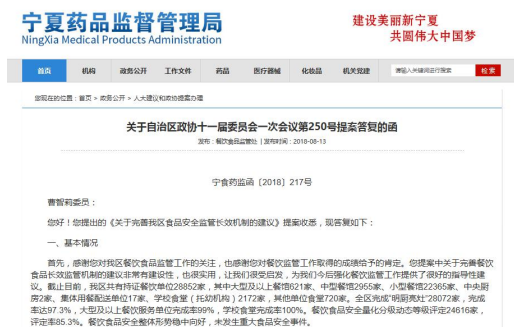 宁夏药品监督管理局
NingXia Medical Products Administration
建设美丽新宁夏
共圆伟大中国梦
首页 机构 政务公开 工作文件 药品 医疗器械 化妆品 机关党建 请输入关键词进行搜索 检索
您现在的位置：首页 > 政务公开 > 人大建议和政协提案办理
关于自治区政协十一届委员会一次会议第250号提案答复的函
发布：餐饮食品监管处 | 发布时间：2018-08-13
宁食药监函〔2018〕217号
曹智莉委员：
您好！您提出的《关于完善我区食品安全监管长效机制的建议》提案收悉，现答复如下：
一、基本情况
首先，感谢您对我区餐饮食品监管工作的关注，也感谢您对餐饮监管工作取得的成绩给予的肯定。您提案中关于完善餐饮
食品长效监管机制的建议非常有建设性，也很实用，让我们很受启发，为我们今后强化餐饮监管工作提供了很好的指导性建
议。截止目前，我区共有持证餐饮单位28852家，其中大型及以上餐馆621家、中型餐馆2955家、小型餐馆22365家、中央厨
房2家、集体用餐配送单位17家、学校食堂（托幼机构）2172家，其他单位食堂720家。全区完成“明厨亮灶”28072家，完成
率达97.3%，大型及以上餐饮服务单位完成率99%，学校食堂完成率100%。餐饮食品安全量化分级动态等级评定24616家，
评定率85.3%。餐饮食品安全整体形势稳中向好，未发生重大食品安全事件。